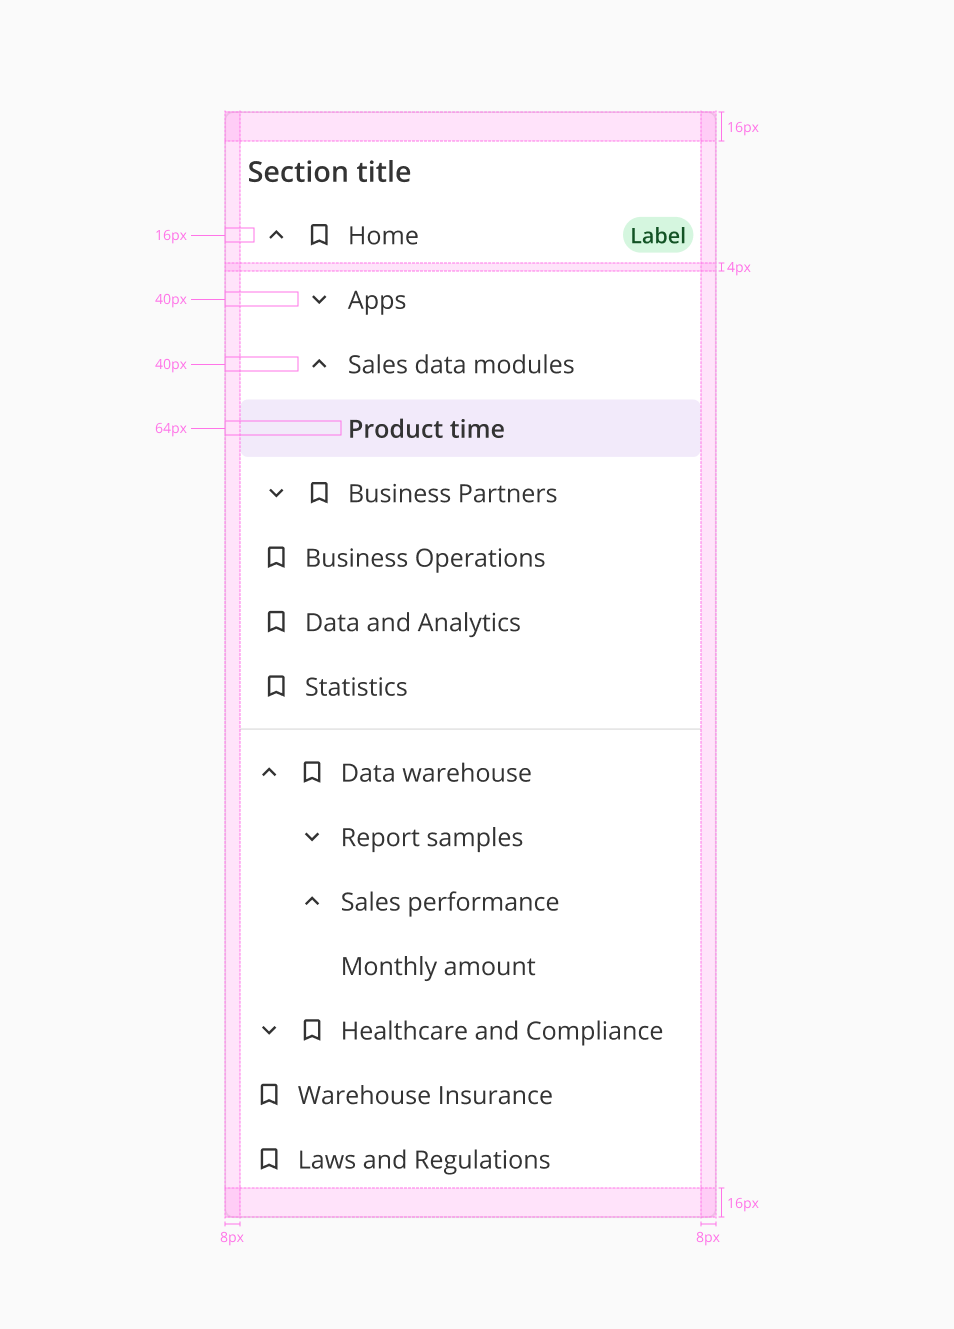 16px
Section title
16px
Home
Label
4px
40px
Apps
40px
Sales data modules
64px
Product time
Business Partners
Business Operations
Data and Analytics
Statistics
Data warehouse
Report samples
Sales performance
Monthly amount
Healthcare and Compliance
Warehouse Insurance
Laws and Regulations
16px
8px
8px